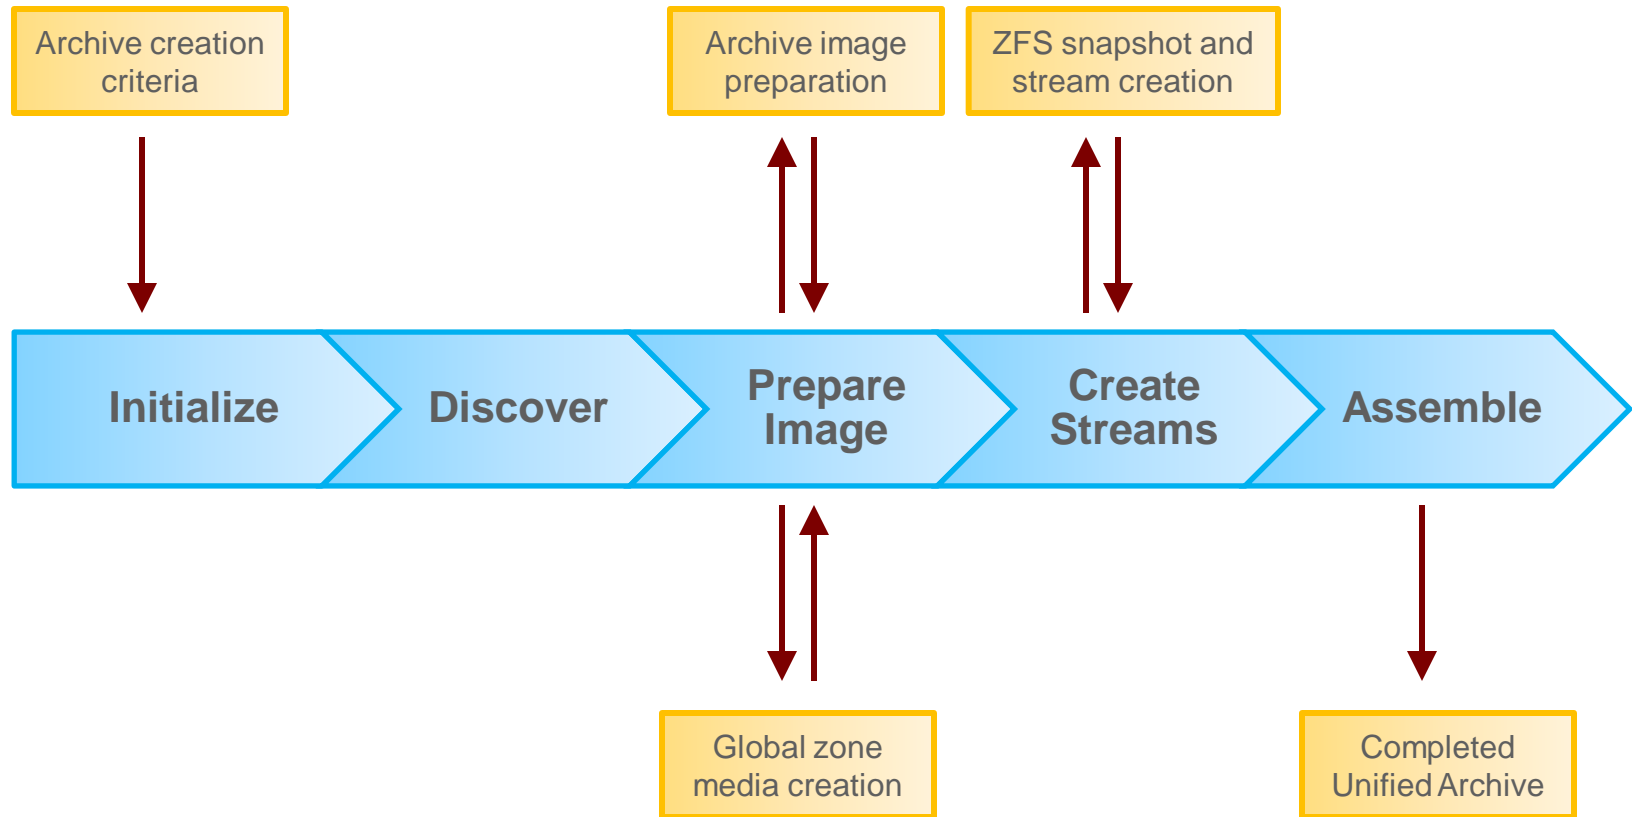 Archive creation
criteria
Archive image
preparation
ZFS snapshot and
stream creation
Initialize
Discover
Prepare
Image
Create
Streams
Assemble
Global zone
media creation
Completed
Unified Archive